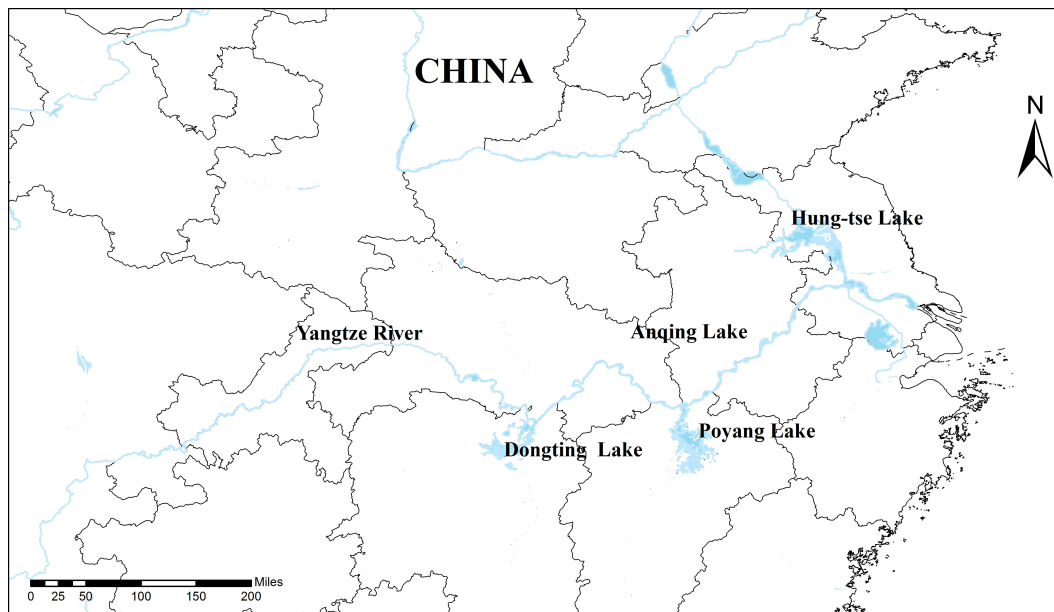 CHINA
N
Hung-tse Lake
Yangtze River
Anqing Lake
Poyang Lake
Dongting Lake
Miles
0 25 50 100 150 200